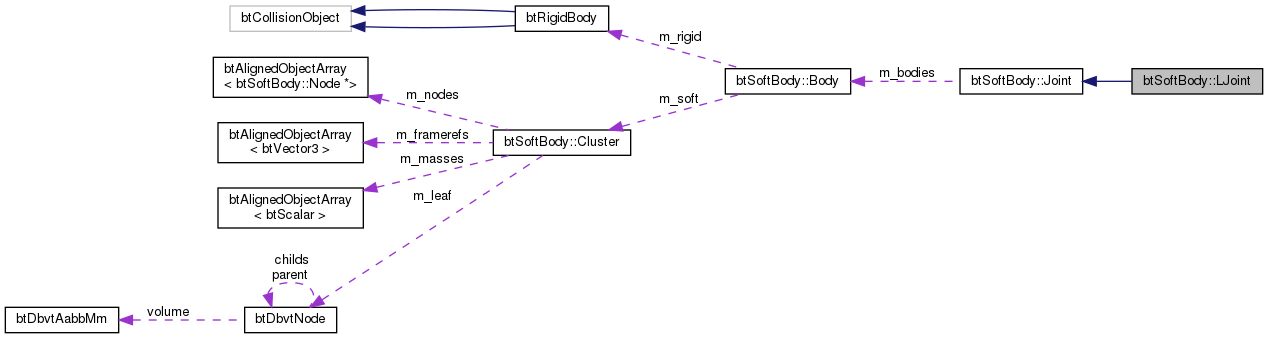 btCollisionObject
btRigidBody
m_rigid
btAlignedObjectArray
< btSoftBody::Node *>
m_nodes
btSoftBody::Body
m_bodies
btSoftBody::Joint
btSoftBody::LJoint
m_soft
btAlignedObjectArray
< btVector3 >
m_framerefs
btSoftBody::Cluster
m_masses
btAlignedObjectArray
< btScalar >
m_leaf
childs
parent
btDbvtAabbMm
volume
btDbvtNode